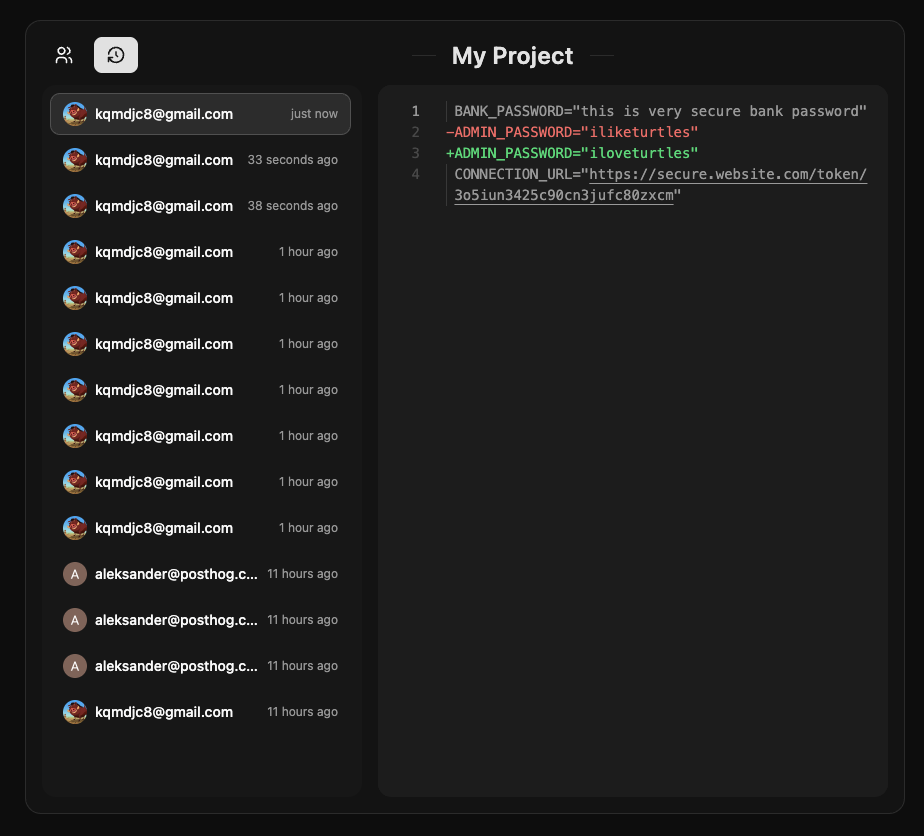 My Project
kqmdjc8@gmail.com just now
kqmdjc8@gmail.com 33 seconds ago
kqmdjc8@gmail.com 38 seconds ago
kqmdjc8@gmail.com 1 hour ago
kqmdjc8@gmail.com 1 hour ago
kqmdjc8@gmail.com 1 hour ago
kqmdjc8@gmail.com 1 hour ago
kqmdjc8@gmail.com 1 hour ago
kqmdjc8@gmail.com 1 hour ago
kqmdjc8@gmail.com 1 hour ago
A aleksander@posthog.c... 11 hours ago
A aleksander@posthog.c... 11 hours ago
A aleksander@posthog.c... 11 hours ago
kqmdjc8@gmail.com 11 hours ago
1 BANK_PASSWORD="this is very secure bank password"
2 -ADMIN_PASSWORD="iliketurtles"
3 +ADMIN_PASSWORD="iloveturtles"
4 CONNECTION_URL="https://secure.website.com/token/
3o5iun3425c90cn3jufc80zxcm"